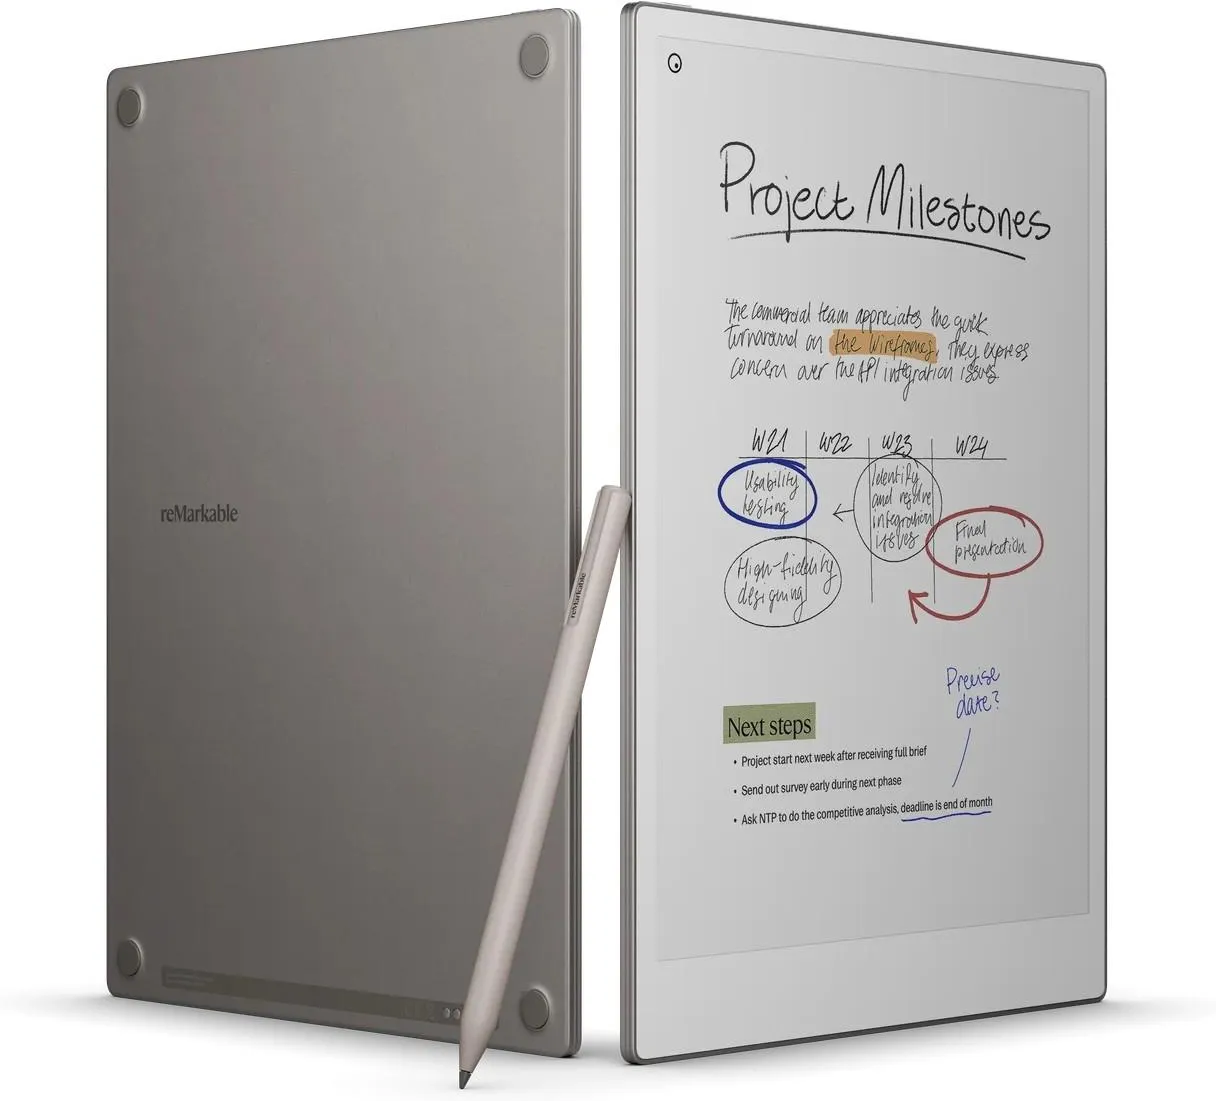 reMarkable
reMarkable
Project Milestones
The commercial team appreciates the quick
turnaround on the wireframes. They express
concern over the API integration issues
W21 W22 W23 W24
Usability
testing
Identify
and resolve
integration
issues
Final
presentation
High-fidelity
designing
Precise
date?
Next steps
• Project start next week after receiving full brief
• Send out survey early during next phase
• Ask NTP to do the competitive analysis, deadline is end of month